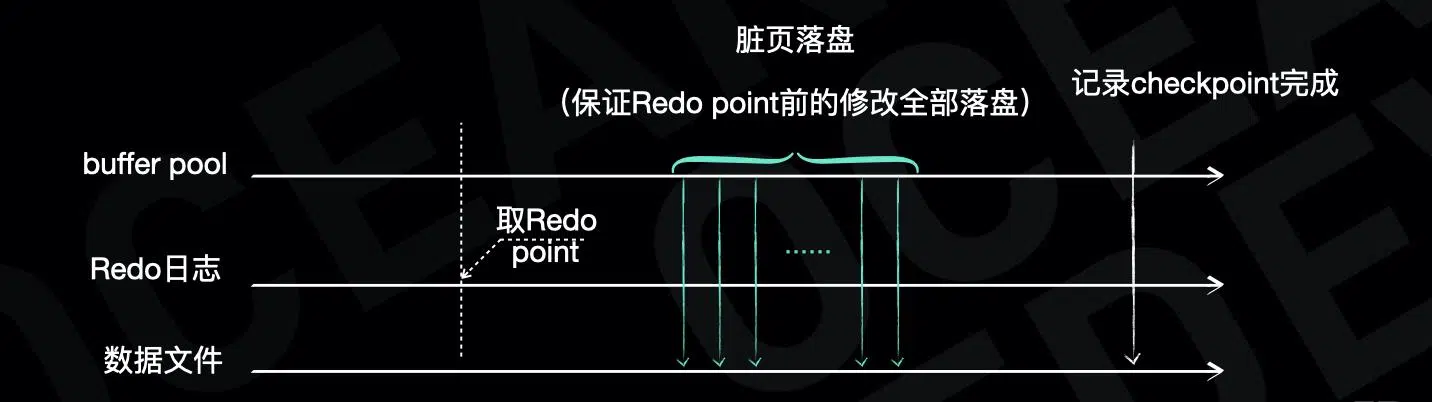 脏页落盘
（保证Redo point前的修改全部落盘）
记录checkpoint完成
buffer pool
取Redo
point
......
Redo日志
数据文件